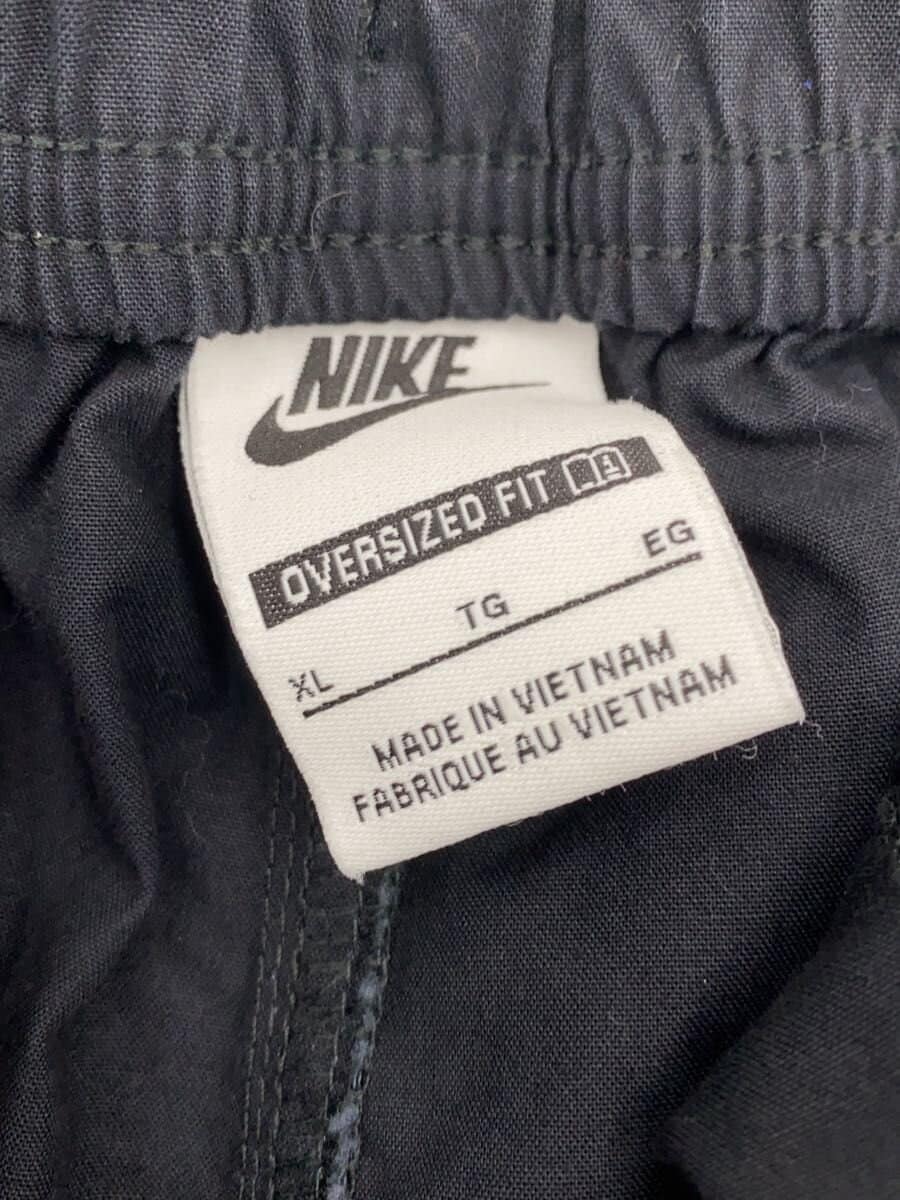 NIKE
OVERSIZED FIT
XL TG EG
MADE IN VIETNAM
FABRIQUE AU VIETNAM